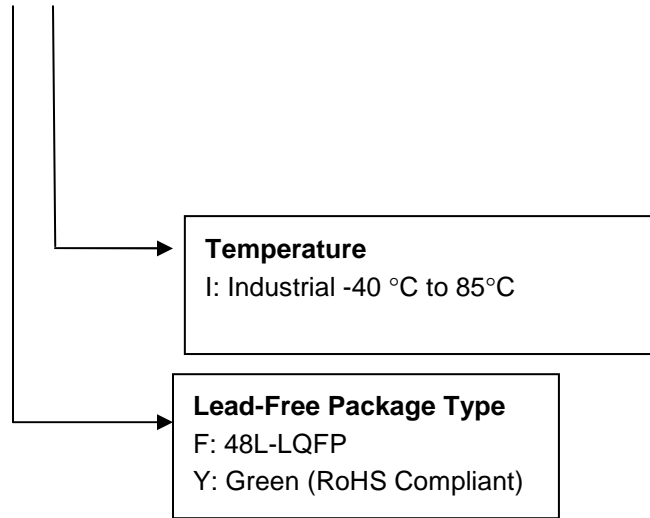 Temperature
I: Industrial -40 °C to 85°C
Lead-Free Package Type
F: 48L-LQFP
Y: Green (RoHS Compliant)